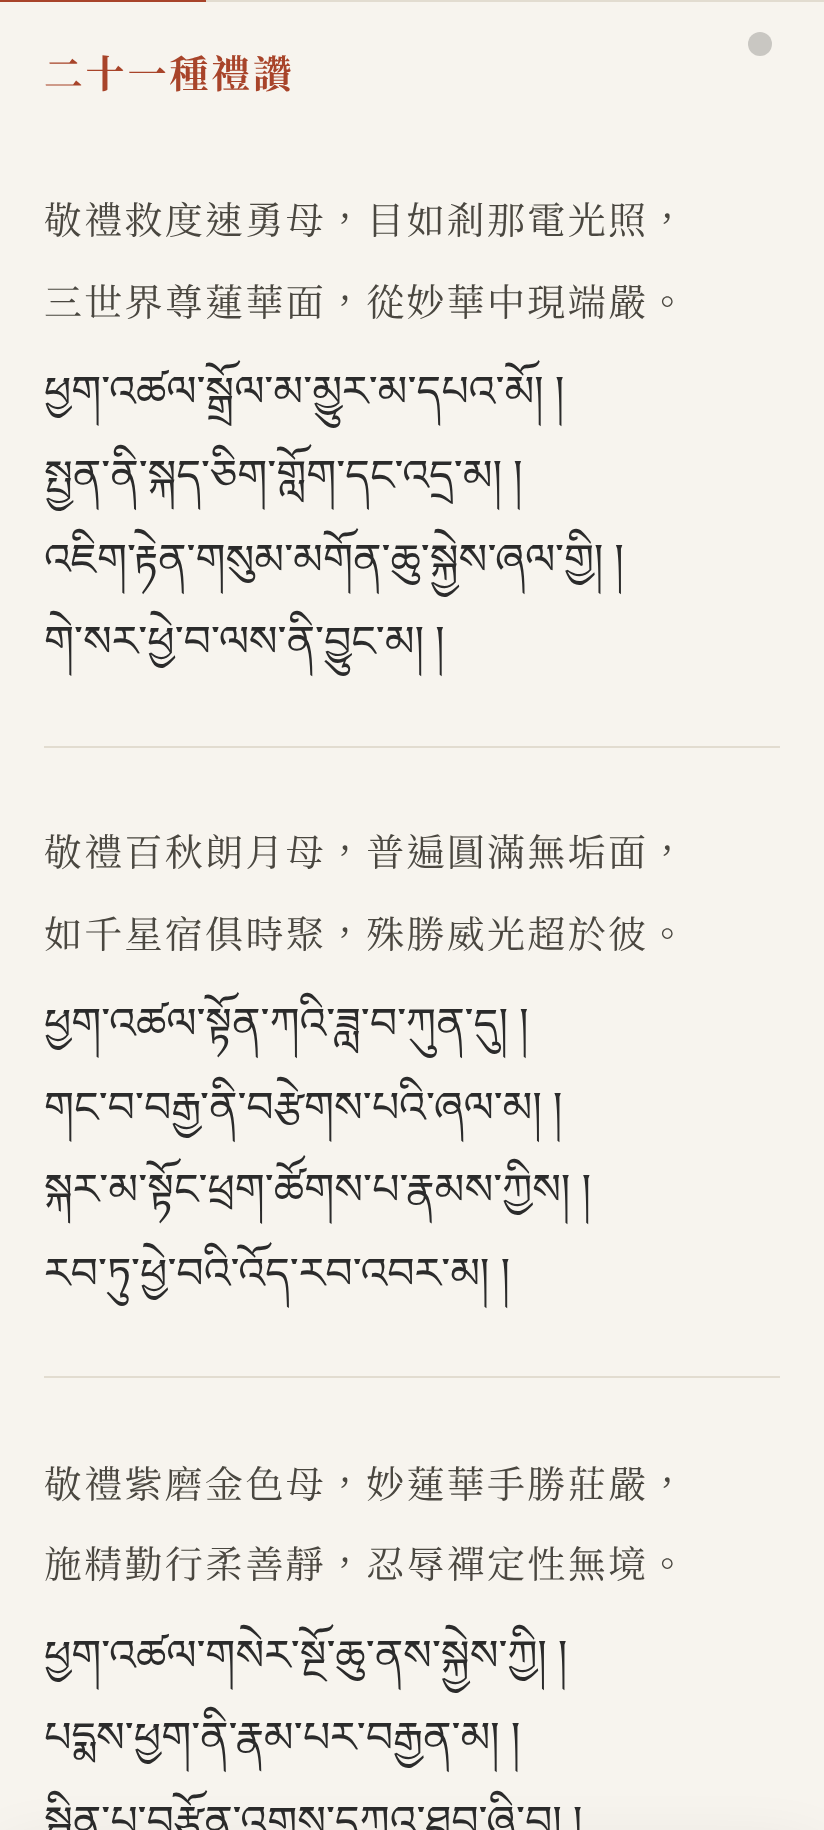 二十一種禮讚
敬禮救度速勇母，目如剎那電光照，
三世界尊蓮華面，從妙華中現端嚴。
ཕྱག་འཚལ་སྒྲོལ་མ་མྱུར་མ་དཔའ་མོ། །
སྤྱན་ནི་སྐད་ཅིག་གློག་དང་འདྲ་མ། །
འཇིག་རྟེན་གསུམ་མགོན་ཆུ་སྐྱེས་ཞལ་གྱི། །
གེ་སར་ཕྱེ་བ་ལས་ནི་བྱུང་མ། །
敬禮百秋朗月母，普遍圓滿無垢面，
如千星宿俱時聚，殊勝威光超於彼。
ཕྱག་འཚལ་སྟོན་ཀའི་ཟླ་བ་ཀུན་ཏུ། །
གང་བ་བརྒྱ་ནི་བརྩེགས་པའི་ཞལ་མ། །
སྐར་མ་སྟོང་ཕྲག་ཚོགས་པ་རྣམས་ཀྱིས། །
རབ་ཏུ་ཕྱེ་བའི་འོད་རབ་འབར་མ། །
敬禮紫磨金色母，妙蓮華手勝莊嚴，
施精勤行柔善靜，忍辱禪定性無境。
ཕྱག་འཚལ་གསེར་སྔོ་ཆུ་ནས་སྐྱེས་ཀྱི། །
པདྨས་ཕྱག་ནི་རྣམ་པར་བརྒྱན་མ། །
སྦྱིན་པ་བརྩོན་འགྲུས་དཀའ་ཐུབ་ཞི་བ། །